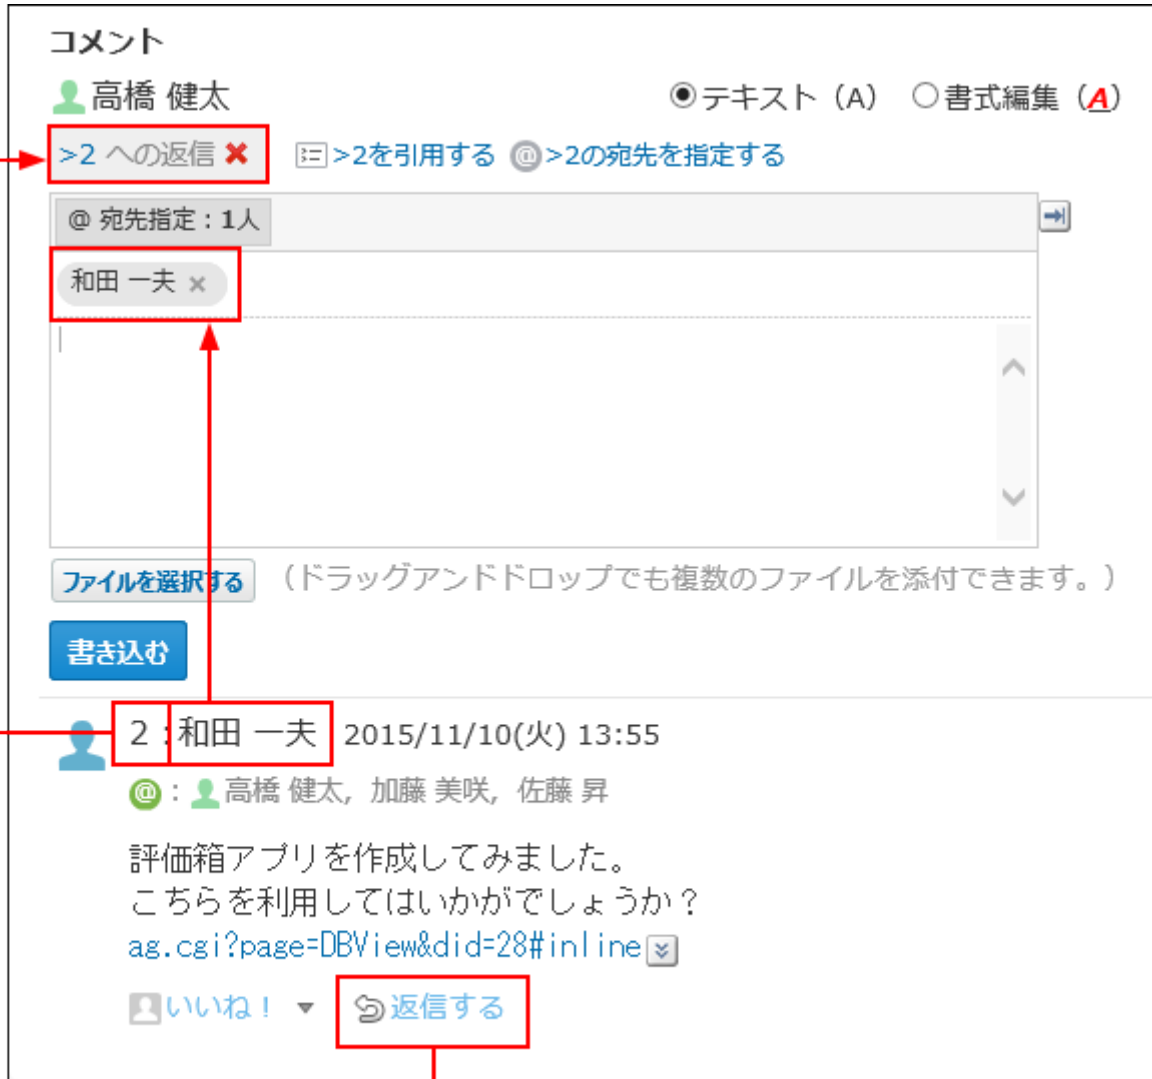 コメント
高橋 健太 テキスト（A） 書式編集（A）
>2 への返信 >2を引用する @>2の宛先を指定する
@ 宛先指定：1人
和田 一夫 ×
ファイルを選択する （ドラッグアンドドロップでも複数のファイルを添付できます。）
書き込む
2：和田 一夫 2015/11/10(火) 13:55
@：高橋 健太, 加藤 美咲, 佐藤 昇
評価箱アプリを作成してみました。
こちらを利用してはいかがでしょうか？
ag.cgi?page=DBView&did=28#inline
いいね！ 返信する